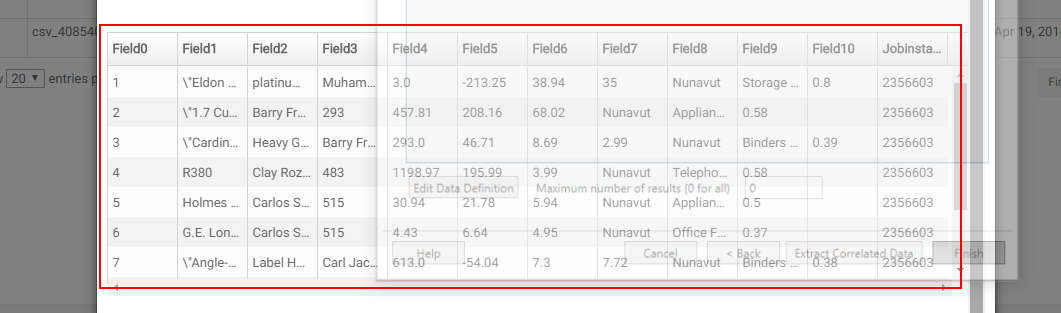 csv_40854 Apr 19, 201
Field0 Field1 Field2 Field3 Field4 Field5 Field6 Field7 Field8 Field9 Field10 Jobinsta...
20 entries p Fin
1 \"Eldon ... platinu... Muham... 3.0 -213.25 38.94 35 Nunavut Storage ... 0.8 2356603
2 \"1.7 Cu... Barry Fr... 293 457.81 208.16 68.02 Nunavut Applian... 0.58 2356603
3 \"Cardin... Heavy G... Barry Fr... 293.0 46.71 8.69 2.99 Nunavut Binders ... 0.39 2356603
4 R380 Clay Roz... 483 1198.97 195.99 3.99 Nunavut Telepho... 0.58 2356603
Edit Data Definition Maximum number of results (0 for all) 0
5 Holmes ... Carlos S... 515 30.94 21.78 5.94 Nunavut Applian... 0.5 2356603
6 G.E. Lon... Carlos S... 515 4.43 6.64 4.95 Nunavut Office F... 0.37 2356603
Help Cancel < Back Extract Correlated Data Finish
7 \"Angle-... Label H... Carl Jac... 613.0 -54.04 7.3 7.72 Nunavut Binders ... 0.38 2356603